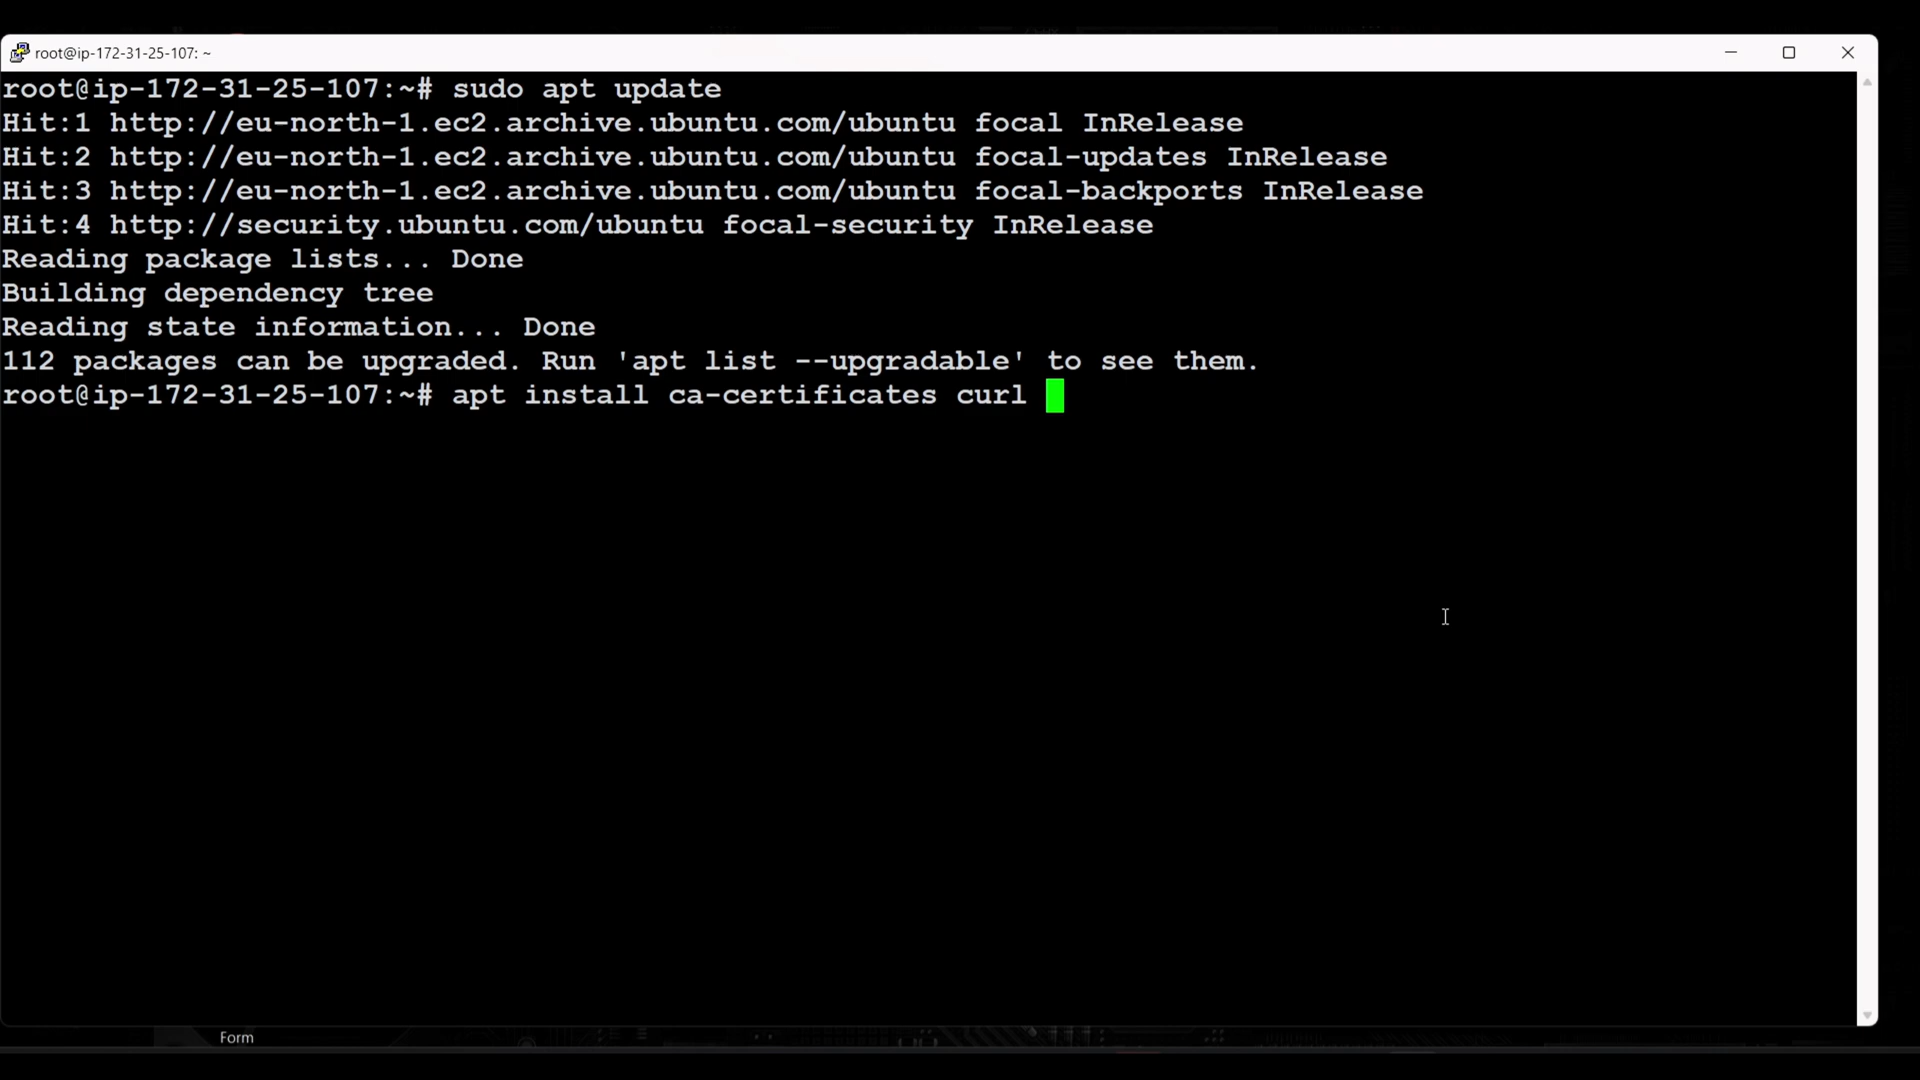 root@ip-172-31-25-107: ~
root@ip-172-31-25-107:~# sudo apt update
Hit:1 http://eu-north-1.ec2.archive.ubuntu.com/ubuntu focal InRelease
Hit:2 http://eu-north-1.ec2.archive.ubuntu.com/ubuntu focal-updates InRelease
Hit:3 http://eu-north-1.ec2.archive.ubuntu.com/ubuntu focal-backports InRelease
Hit:4 http://security.ubuntu.com/ubuntu focal-security InRelease
Reading package lists... Done
Building dependency tree
Reading state information... Done
112 packages can be upgraded. Run 'apt list --upgradable' to see them.
root@ip-172-31-25-107:~# apt install ca-certificates curl
Form